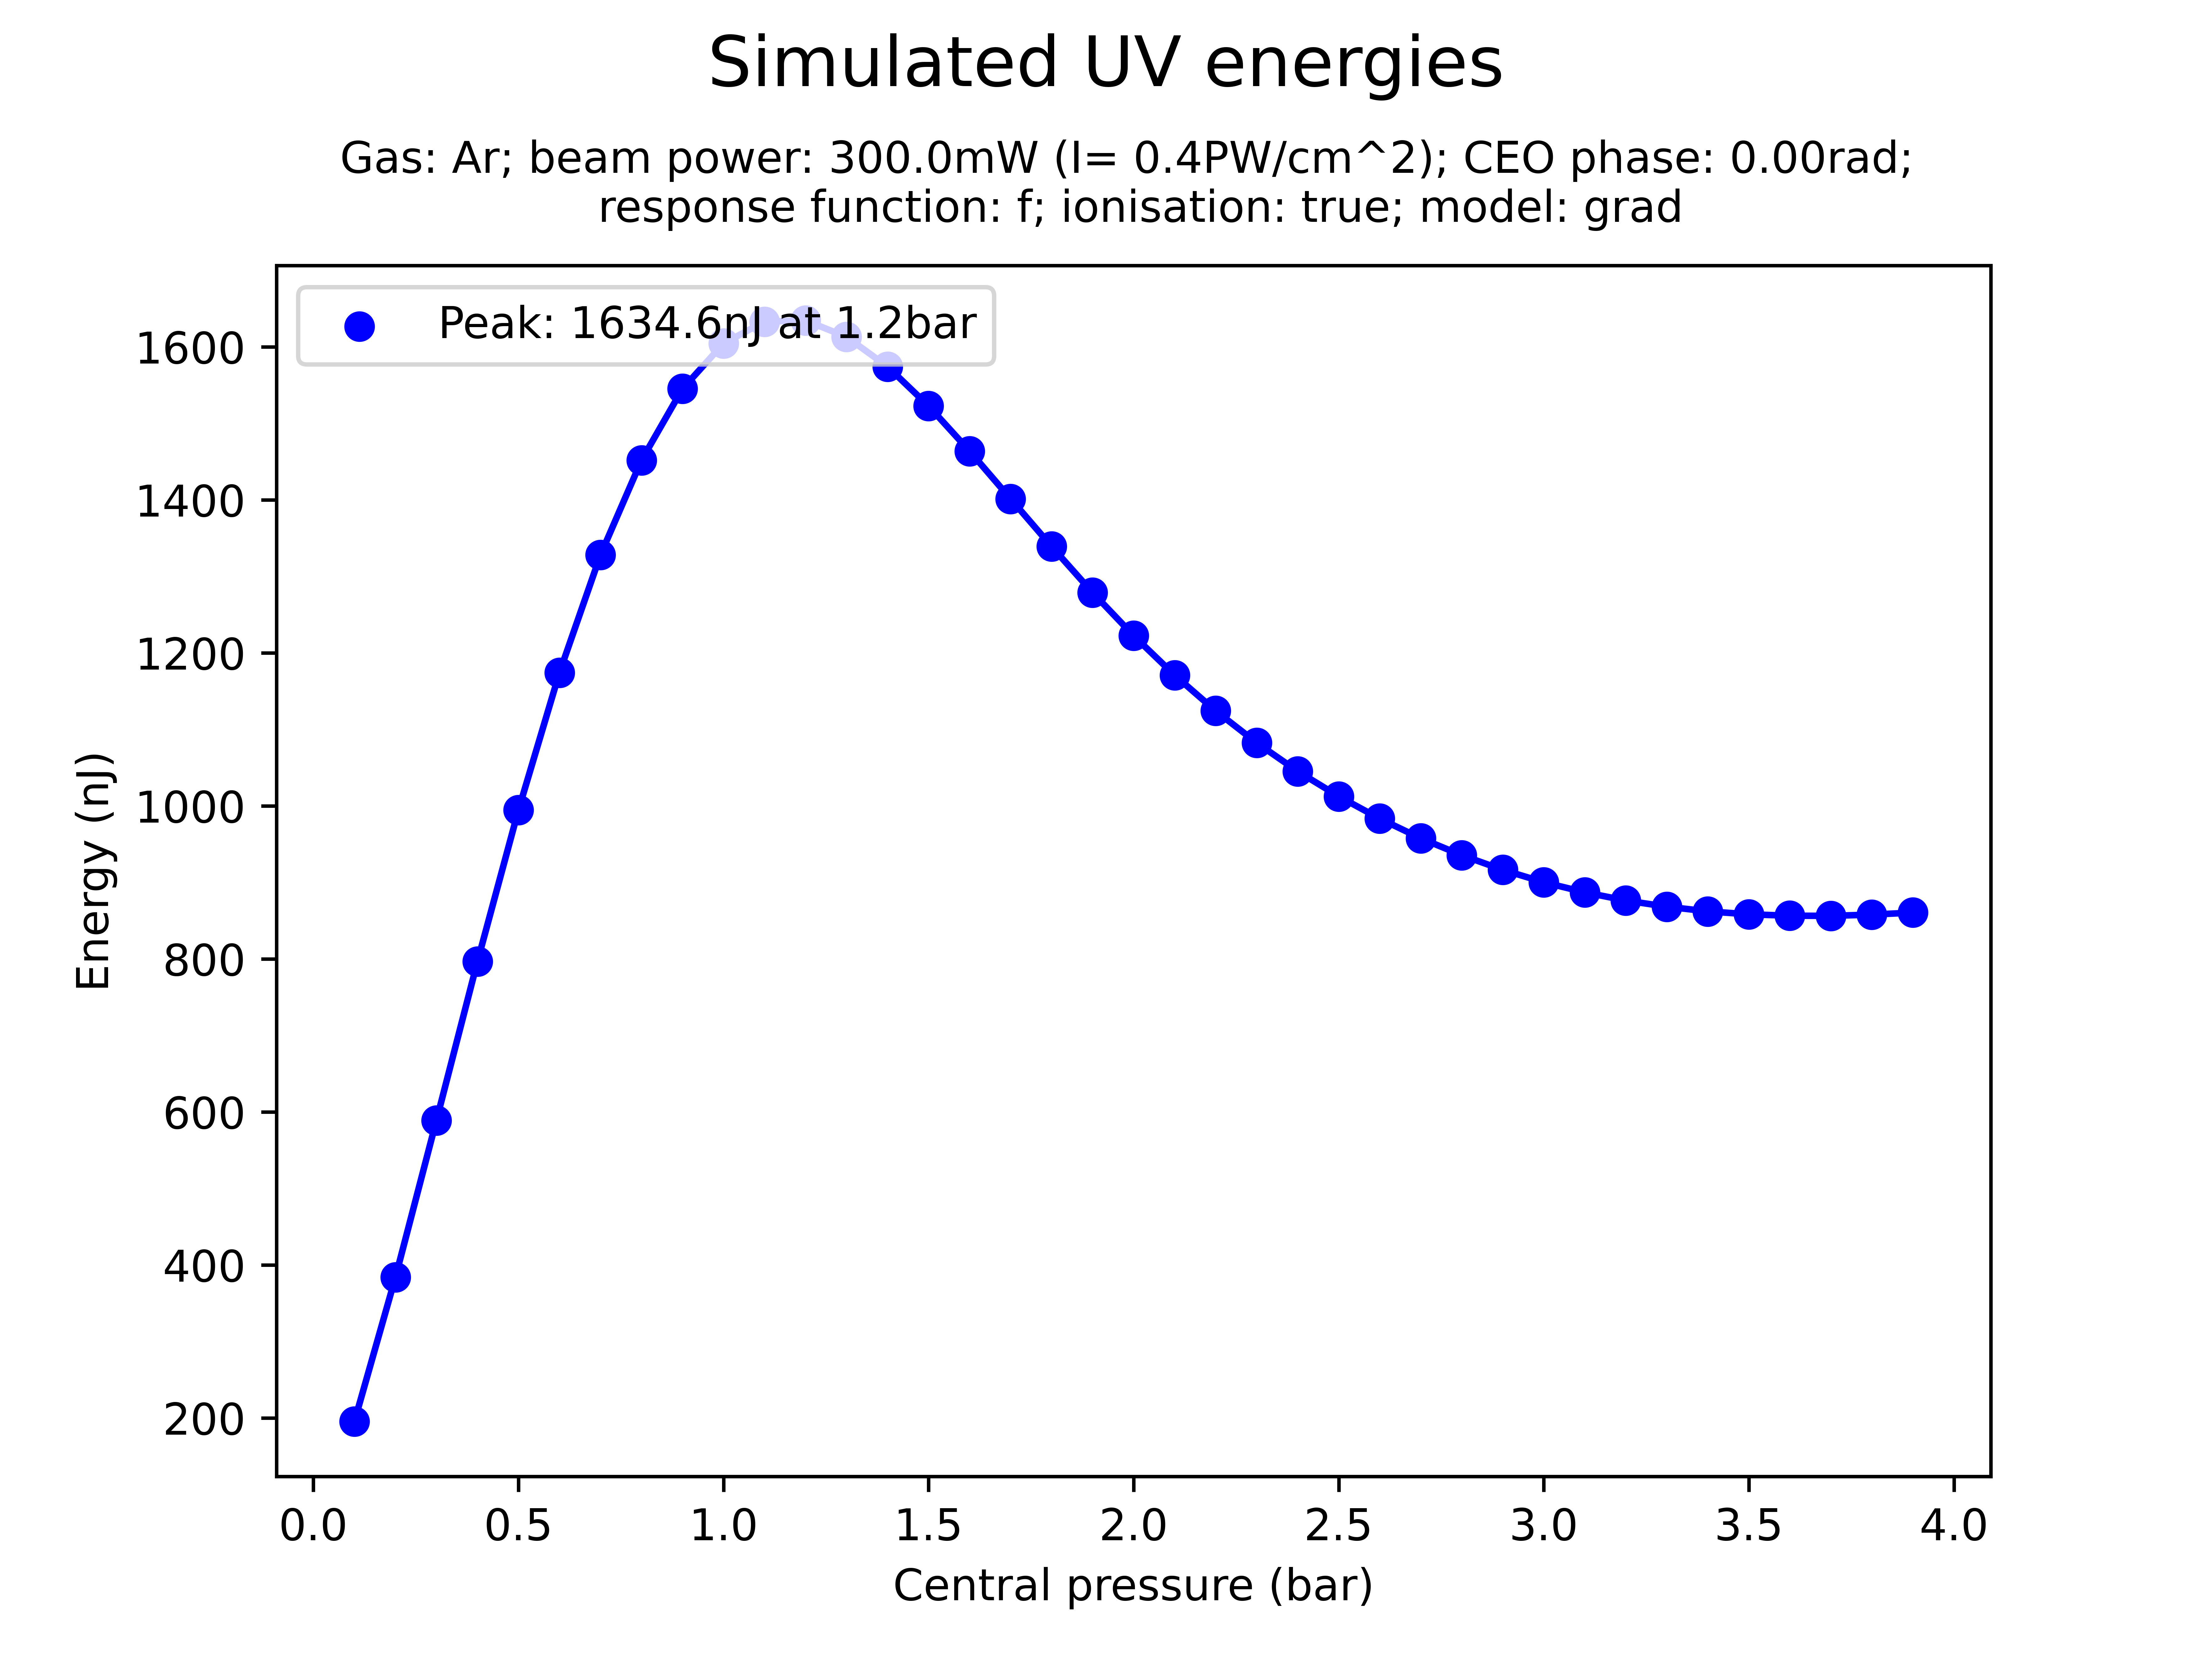 Simulated UV energies
Gas: Ar; beam power: 300.0mW (I= 0.4PW/cm^2); CEO phase: 0.00rad;
response function: f; ionisation: true; model: grad
Peak: 1634.6nJ at 1.2bar
1600
1400
1200
1000
800
600
400
200
Energy (nJ)
0.0 0.5 1.0 1.5 2.0 2.5 3.0 3.5 4.0
Central pressure (bar)